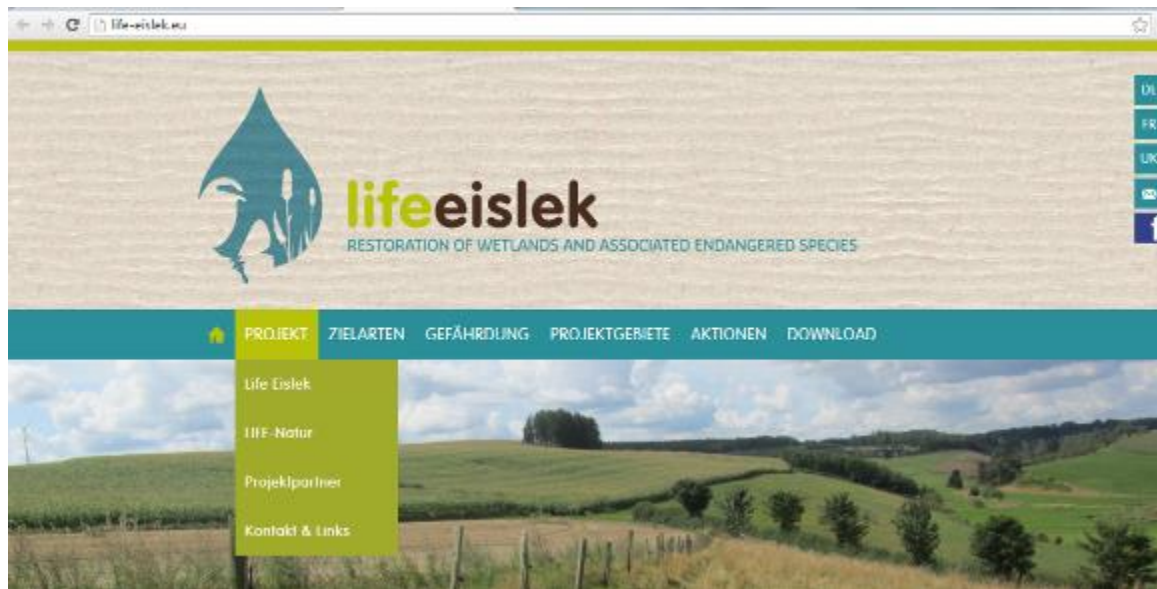 life-eislek.eu
lifeeislek
RESTORATION OF WETLANDS AND ASSOCIATED ENDANGERED SPECIES
FR
UK
PROJEKT ZIELARTEN GEFÄHRDUNG PROJEKTGEBIETE AKTIONEN DOWNLOAD
Life Eislek
LIFE-Natur
Projektpartner
Kontakt & Links